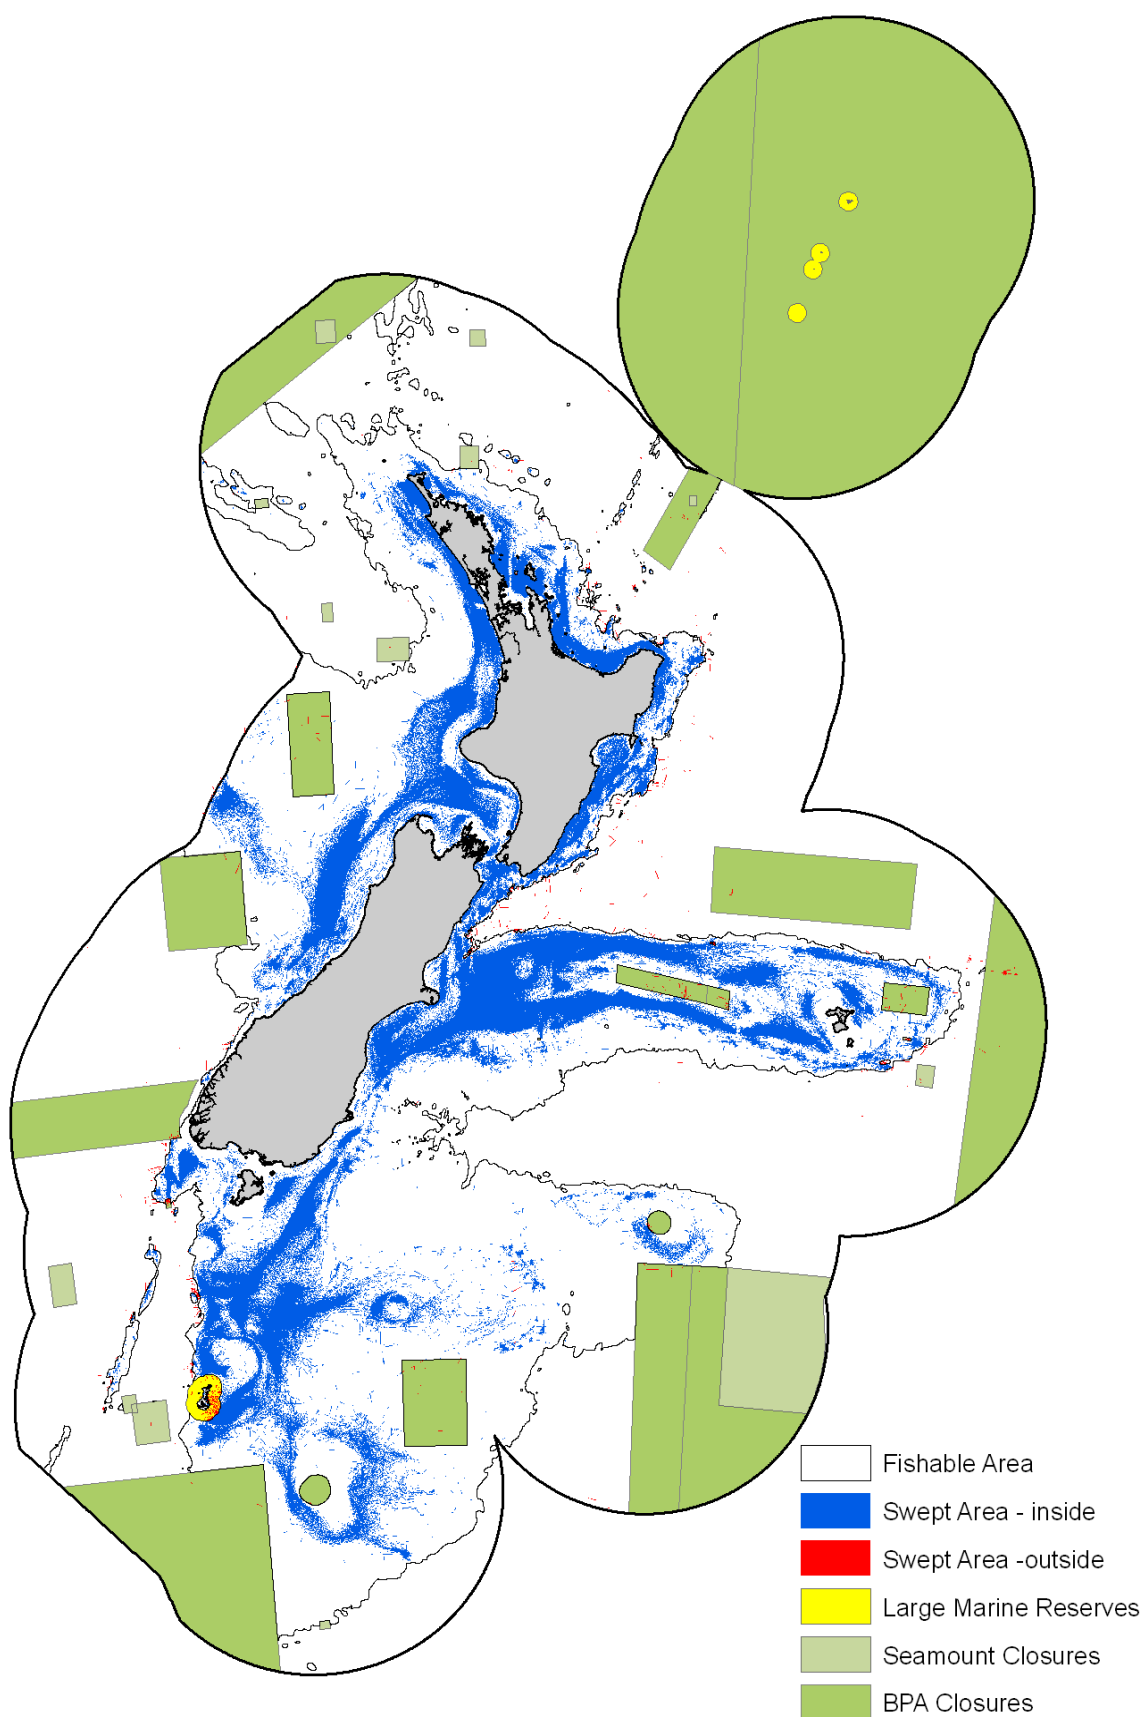 Fishable Area
Swept Area - inside
Swept Area -outside
Large Marine Reserves
Seamount Closures
BPA Closures